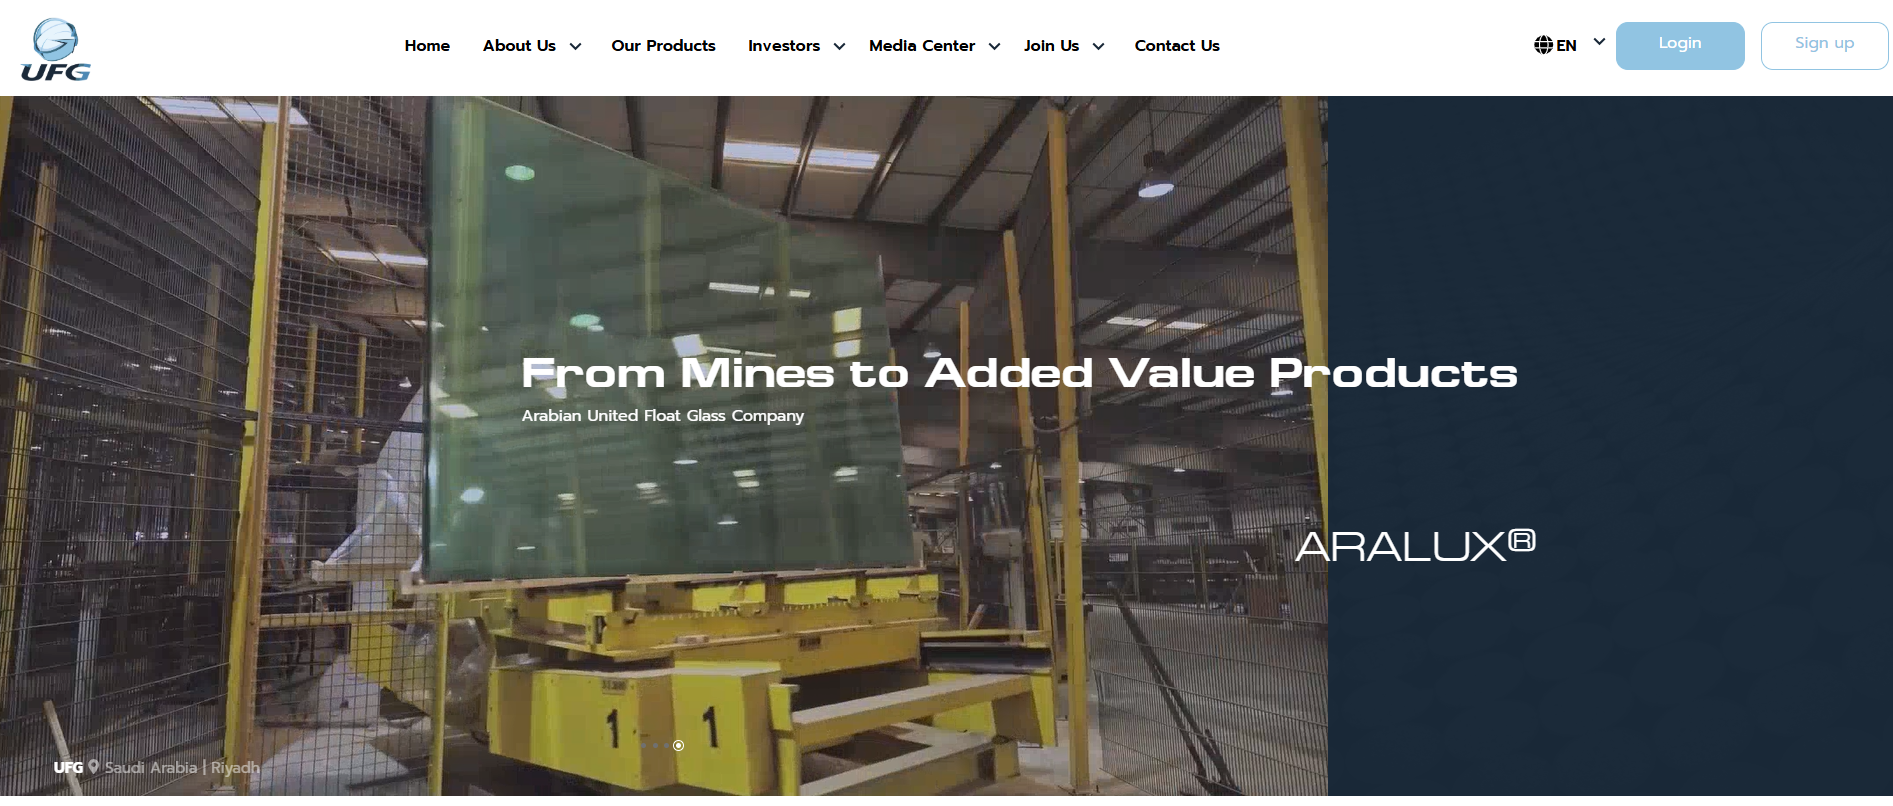 UFG
Home
About Us
Our Products
Investors
Media Center
Join Us
Contact Us
EN
Login
Sign up
From Mines to Added Value Products
Arabian United Float Glass Company
ARALUX®
1 1
UFG Saudi Arabia | Riyadh